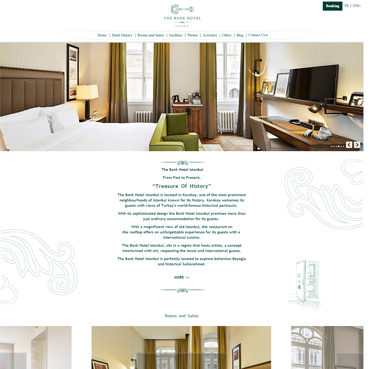 THE BANK HOTEL
ISTANBUL
Booking
TR | ENG
Home | Hotel History | Rooms and Suites | Facilities | Photos | Activities | Offers | Blog | Contact Us
The Bank Hotel Istanbul
From Past to Present,
"Treasure Of History"
The Bank Hotel Istanbul is located in Karakoy, one of the most prominent
neighbourhoods of Istanbul known for its history. Karakoy welcomes its
guests with views of Turkey's world-famous historical peninsula.
With its sophisticated design the Bank Hotel Istanbul promises more than
just ordinary accommodation for its guests.
With a magnificent view of old Istanbul, the restaurant on
the rooftop offers an unforgettable experience for its guests with a
international cuisine.
The Bank Hotel Istanbul, sits in a region that hosts artists, a concept
intertwined with art, respecting the locals and international guests.
The Bank Hotel Istanbul is perfectly located to explore bohemian Beyoglu
and historical Sultanahmet.
MORE >>
Rooms and Suites